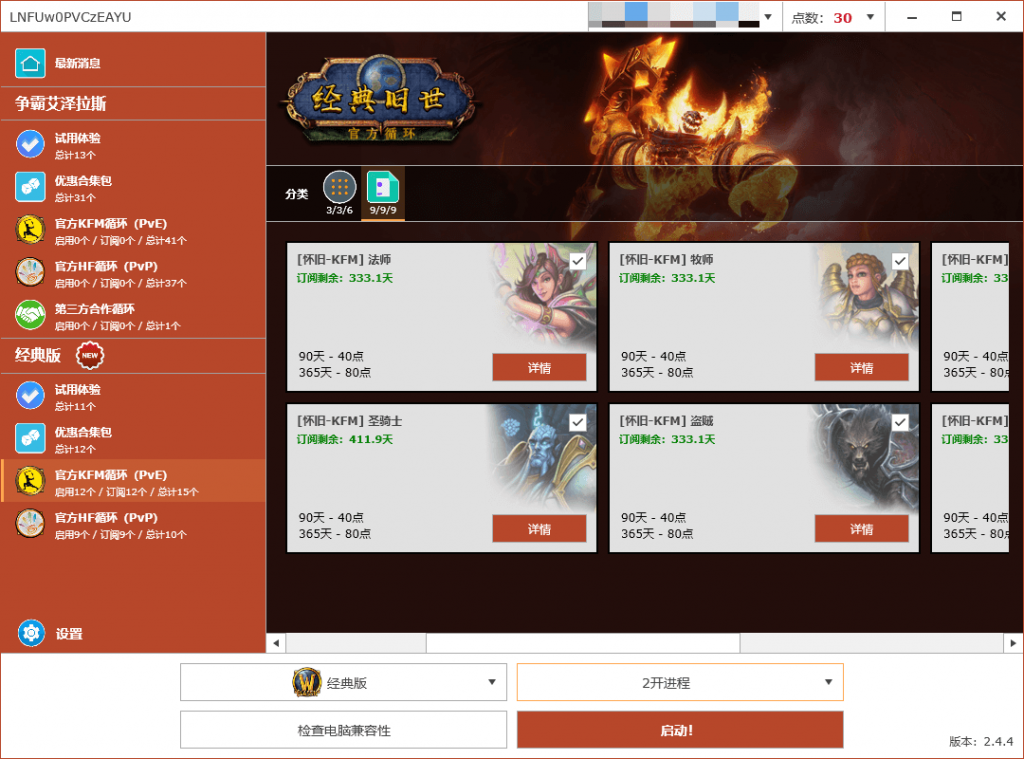 LNFUw0PVCzEAYU
点数: 30
最新消息
争霸艾泽拉斯
试用体验
总计13个
优惠合集包
总计31个
官方KFM循环 (PvE)
启用0个 / 订阅0个 / 总计41个
官方HF循环 (PvP)
启用0个 / 订阅0个 / 总计37个
第三方合作循环
启用0个 / 订阅0个 / 总计1个
经典版 NEW
试用体验
总计11个
优惠合集包
总计12个
官方KFM循环 (PvE)
启用12个 / 订阅12个 / 总计15个
官方HF循环 (PvP)
启用9个 / 订阅9个 / 总计10个
设置
经典旧世
官方循环
分类
3/3/6
9/9/9
[怀旧-KFM] 法师
订阅剩余: 333.1天
90天 - 40点
365天 - 80点
详情
[怀旧-KFM] 牧师
订阅剩余: 333.1天
90天 - 40点
365天 - 80点
详情
[怀旧-KFM]
订阅剩余: 33
90天 - 40点
365天 - 80点
[怀旧-KFM] 圣骑士
订阅剩余: 411.9天
90天 - 40点
365天 - 80点
详情
[怀旧-KFM] 盗贼
订阅剩余: 333.1天
90天 - 40点
365天 - 80点
详情
[怀旧-KFM]
订阅剩余: 33
90天 - 40点
365天 - 80点
经典版
2开进程
检查电脑兼容性
启动!
版本: 2.4.4